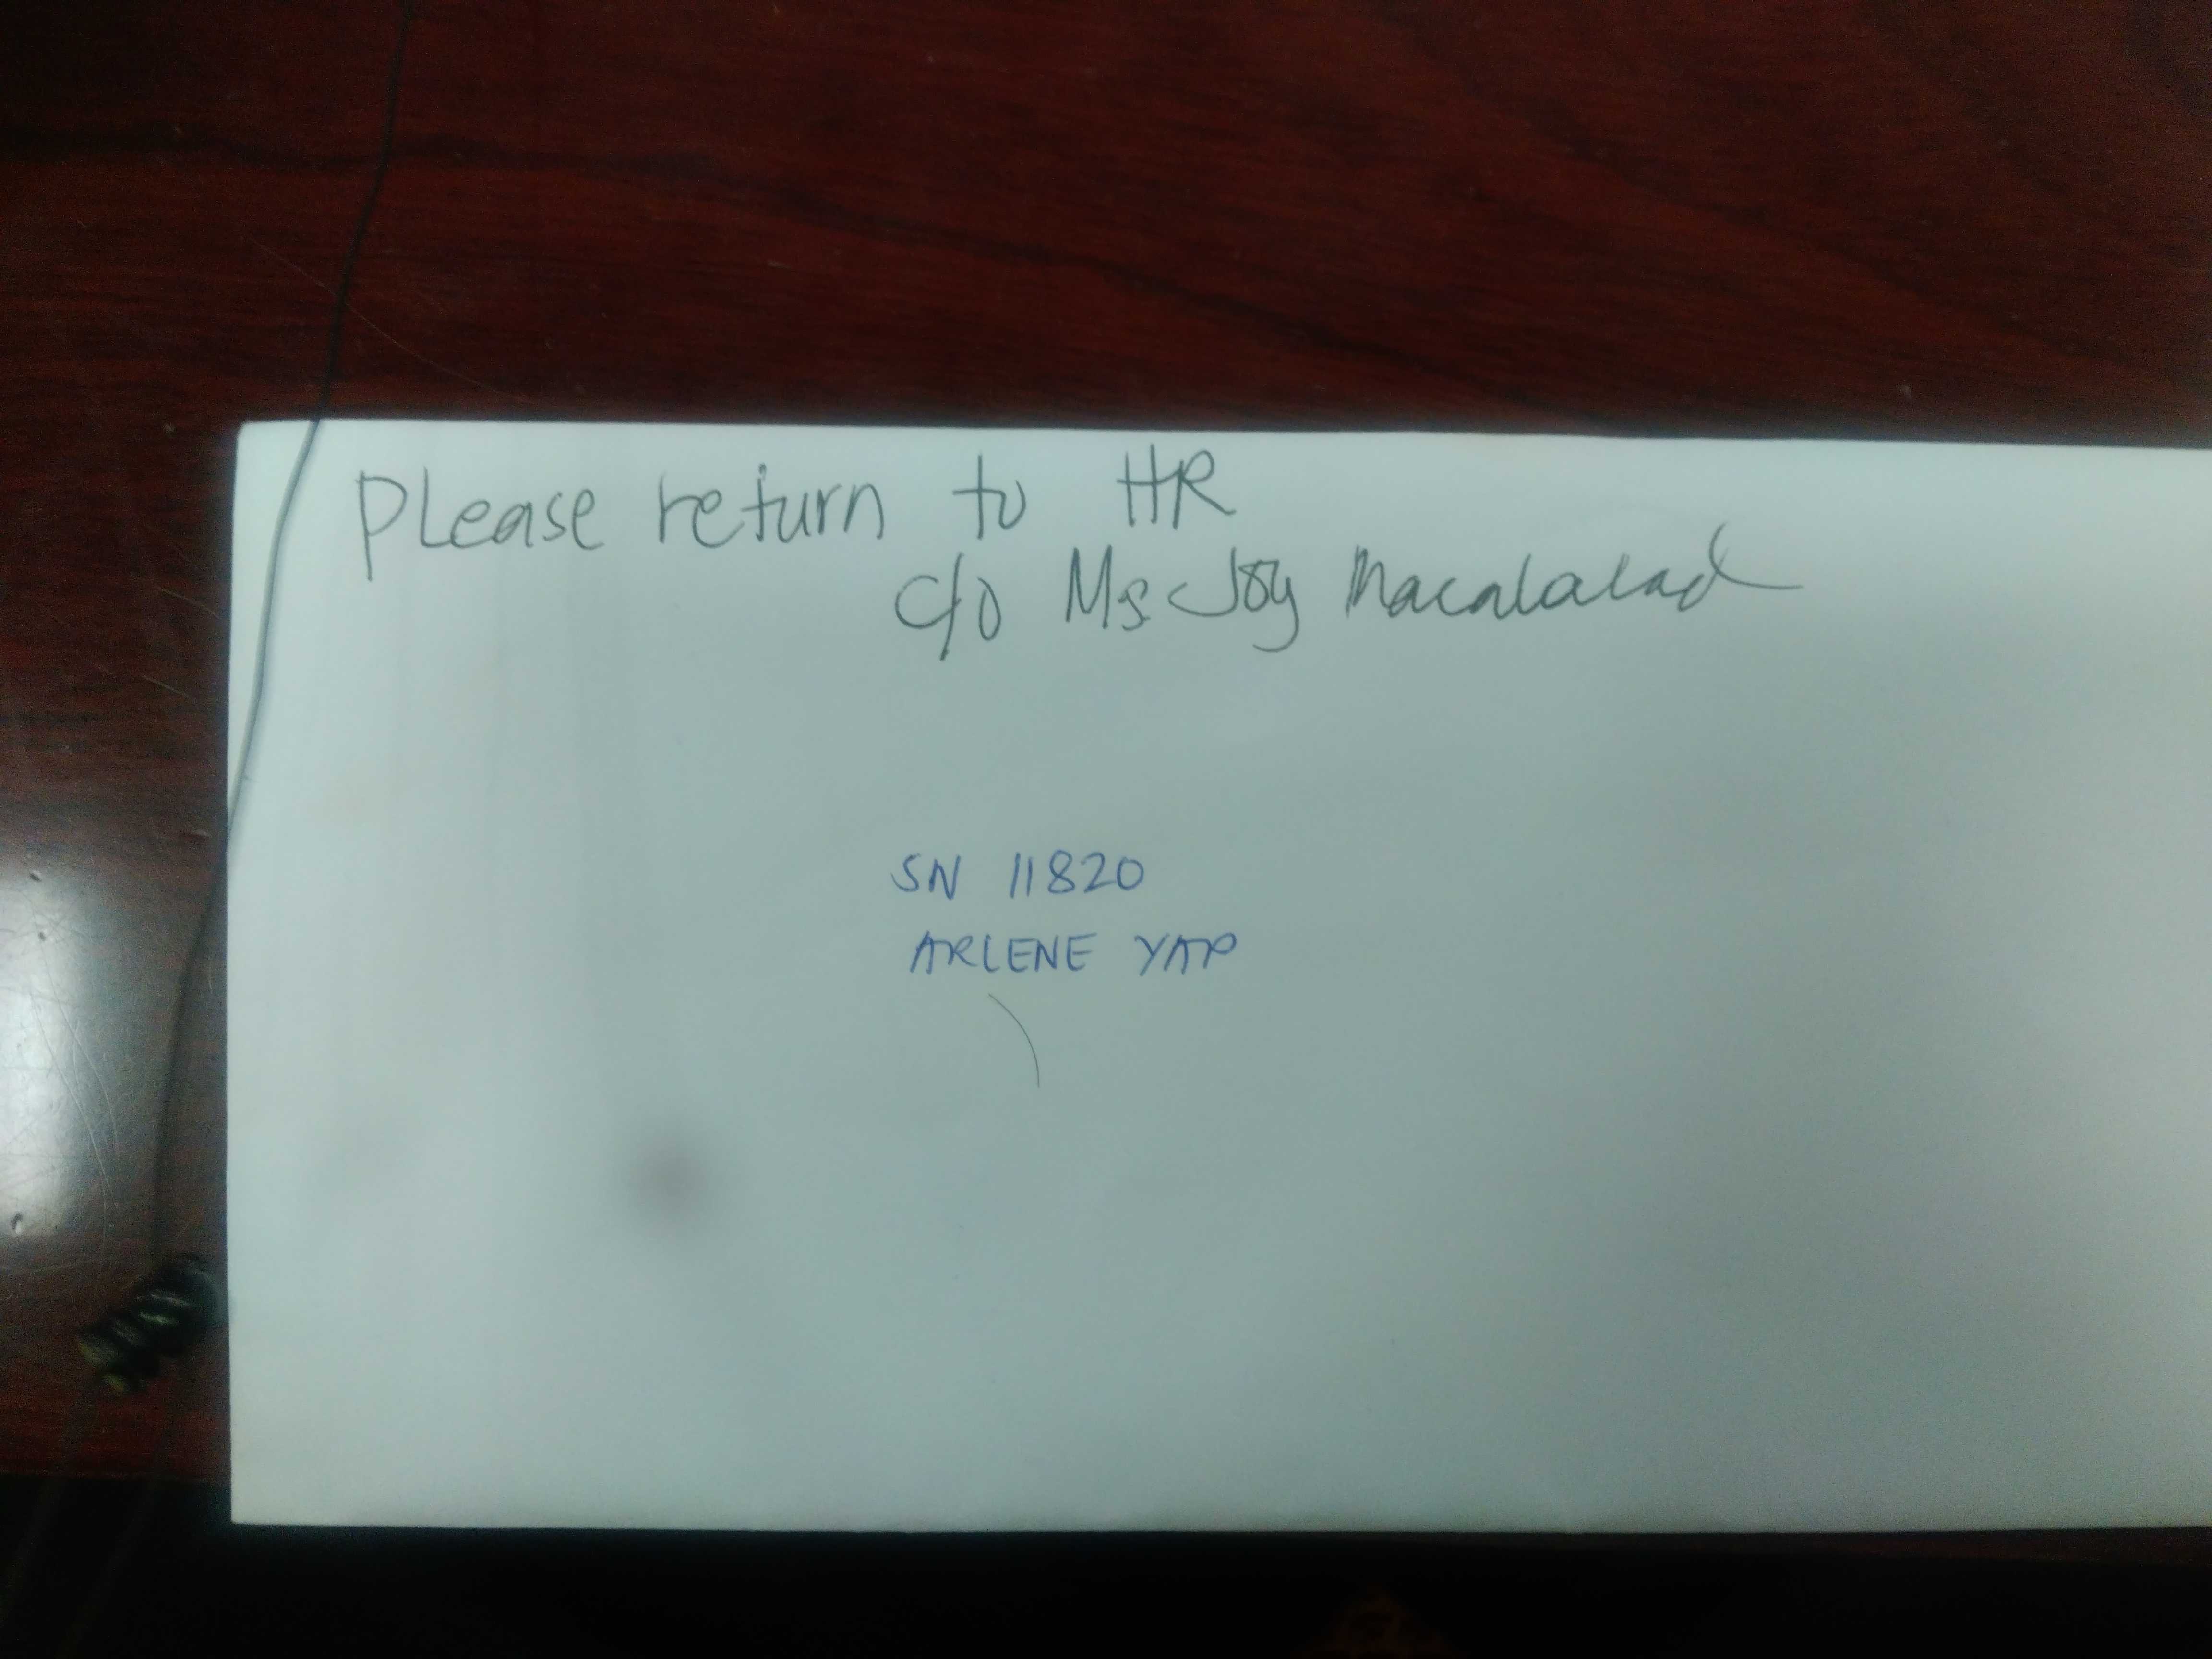 Please return to HR
c/o Ms. Joy Macalalad
SN 11820
ARLENE YAP